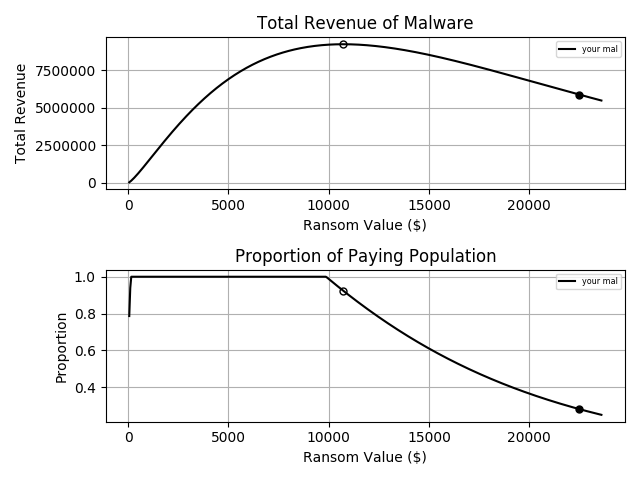 Total Revenue of Malware
your mal
7500000
5000000
2500000
0
Total Revenue
0 5000 10000 15000 20000
Ransom Value ($)
Proportion of Paying Population
your mal
1.0
0.8
0.6
0.4
Proportion
0 5000 10000 15000 20000
Ransom Value ($)